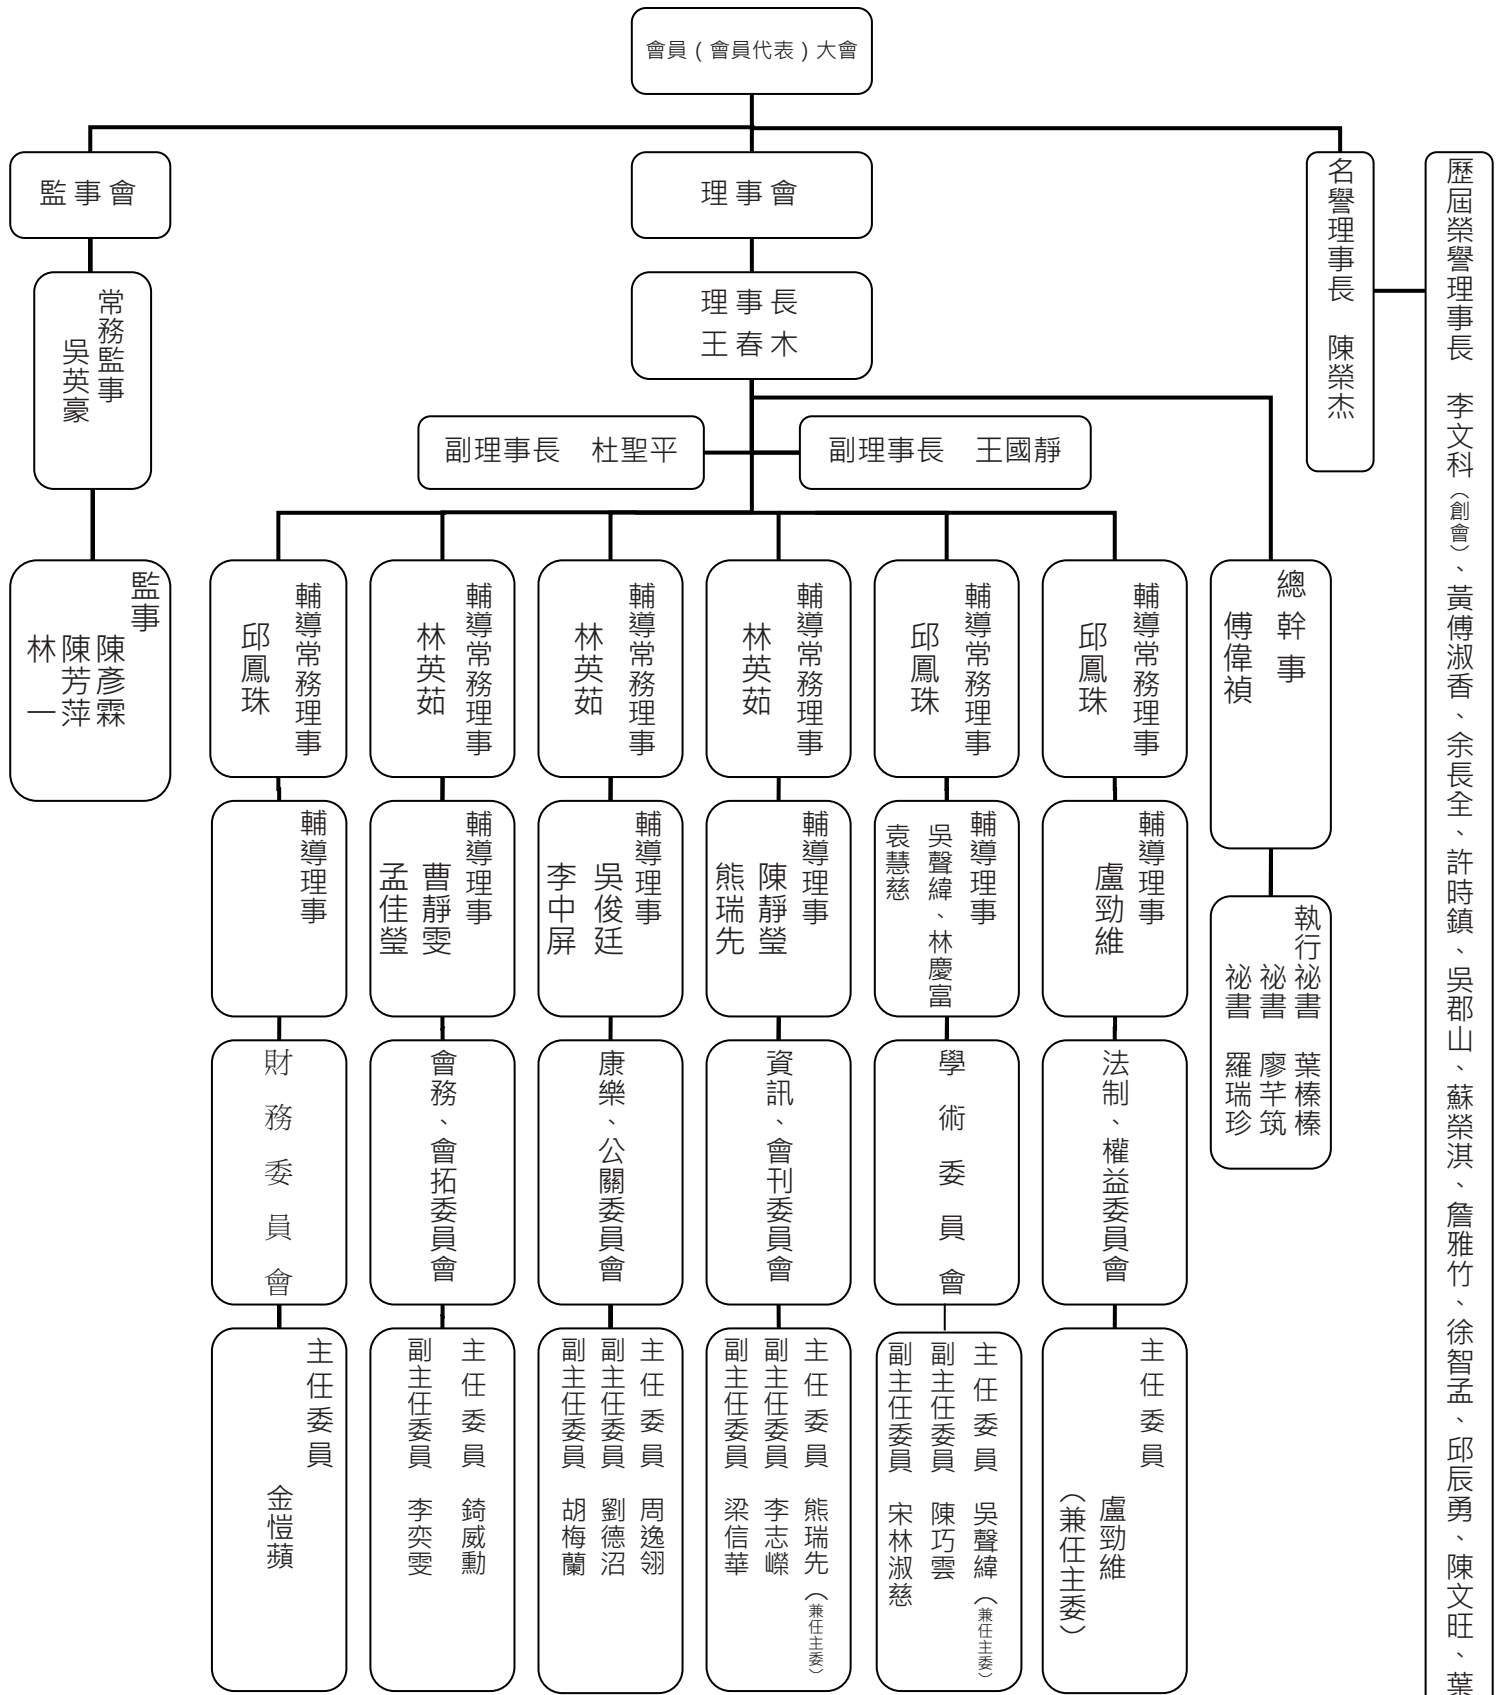 會員（會員代表）大會
監事會
理事會
名譽理事長　陳榮杰
歷屆榮譽理事長　李文科（創會）、黃傅淑香、余長全、許時鎮、吳郡山、蘇榮淇、詹雅竹、徐智孟、邱辰勇、陳文旺、葉
常務監事
吳英豪
理事長
王春木
副理事長　杜聖平
副理事長　王國靜
監事
陳彥霖
陳芳萍
林　一
輔導常務理事
邱鳳珠
輔導常務理事
林英茹
輔導常務理事
林英茹
輔導常務理事
林英茹
輔導常務理事
邱鳳珠
輔導常務理事
邱鳳珠
總幹事
傅偉禎
輔導理事
輔導理事
曹靜雯
孟佳瑩
輔導理事
吳俊廷
李中屏
輔導理事
陳靜瑩
熊瑞先
輔導理事
吳聲緯、林慶富
袁慧慈
輔導理事
盧勁維
執行祕書　葉榛榛
祕書　廖芊筑
祕書　羅瑞珍
財務委員會
會務、會拓委員會
康樂、公關委員會
資訊、會刊委員會
學術委員會
法制、權益委員會
主任委員
金愷蘋
主任委員　錡威勳
副主任委員　李奕雯
主任委員　周逸翎
副主任委員　劉德沼
副主任委員　胡梅蘭
主任委員　熊瑞先（兼任主委）
副主任委員　李志嶸
副主任委員　梁信華
主任委員　吳聲緯（兼任主委）
副主任委員　陳巧雲
副主任委員　宋林淑慈
主任委員
盧勁維
（兼任主委）